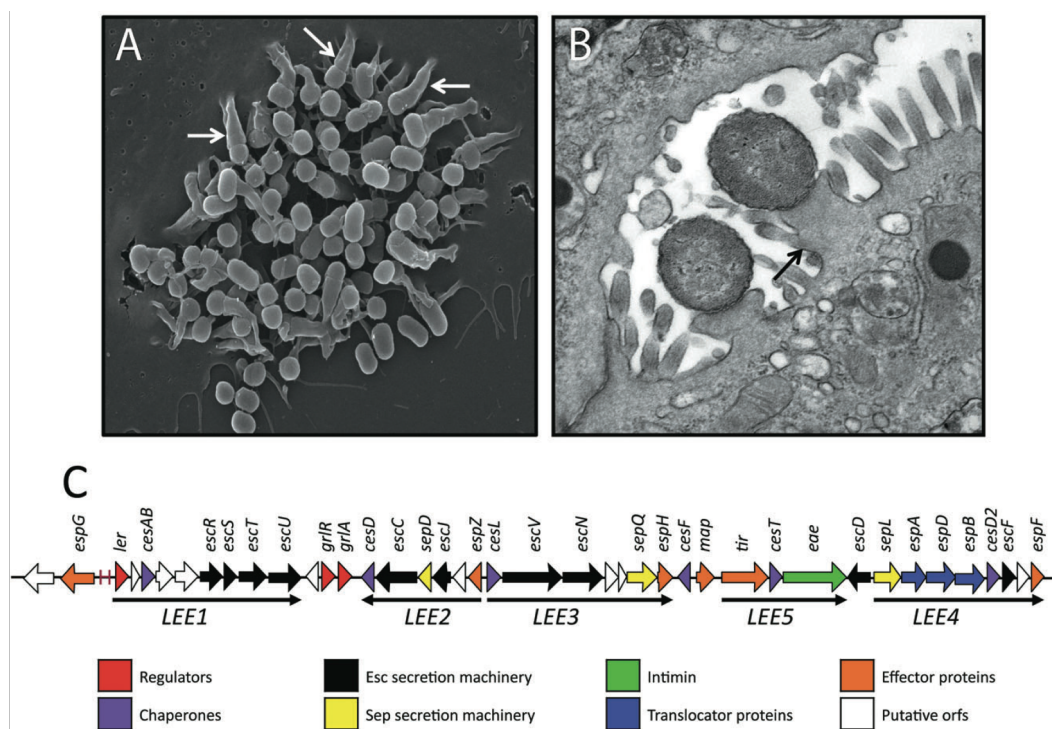 A
B
C
espG
ler
cesAB
escR
escS
escT
escU
grlR
grlA
cesD
escC
sepD
escJ
espZ
cesL
escV
escN
sepQ
espH
cesF
map
tir
cesT
eae
escD
sepL
espA
espD
espB
cesD2
escF
espF
LEE1
LEE2
LEE3
LEE5
LEE4
Regulators
Esc secretion machinery
Intimin
Effector proteins
Chaperones
Sep secretion machinery
Translocator proteins
Putative orfs